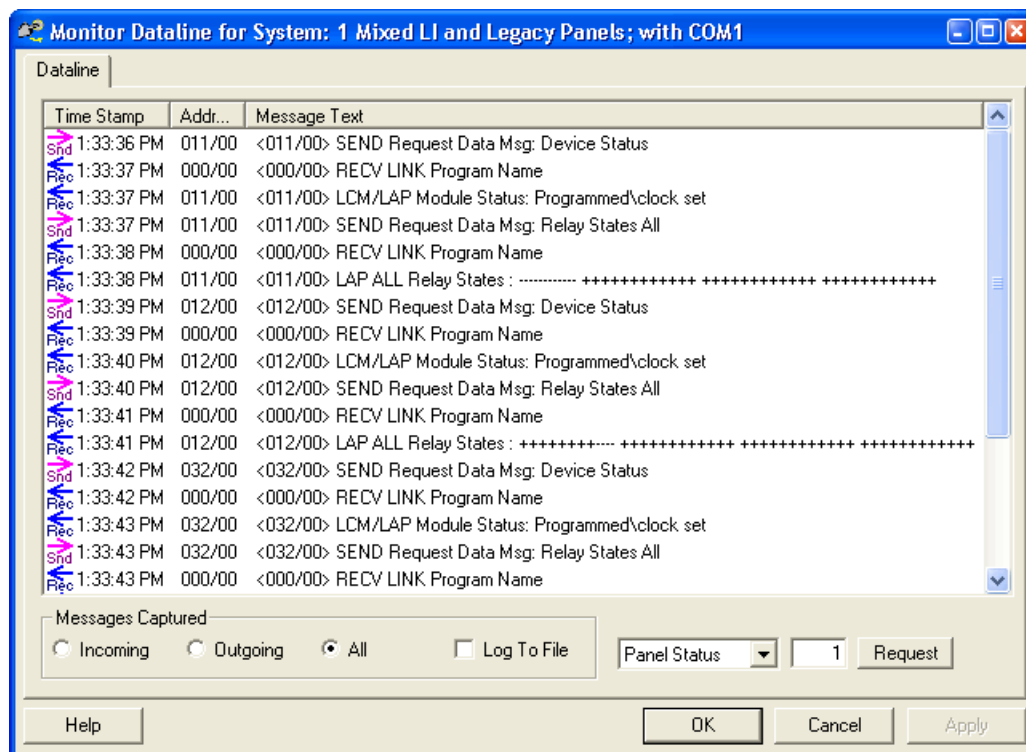 Monitor Dataline for System: 1 Mixed LI and Legacy Panels; with COM1
Dataline
Time Stamp Addr... Message Text
Snd 1:33:36 PM 011/00 <011/00> SEND Request Data Msg: Device Status
Rec 1:33:37 PM 000/00 <000/00> RECV LINK Program Name
Rec 1:33:37 PM 011/00 <011/00> LCM/LAP Module Status: Programmed\clock set
Snd 1:33:37 PM 011/00 <011/00> SEND Request Data Msg: Relay States All
Rec 1:33:38 PM 000/00 <000/00> RECV LINK Program Name
Rec 1:33:38 PM 011/00 <011/00> LAP ALL Relay States : ------------ ++++++++++++ ++++++++++++ ++++++++++++
Snd 1:33:39 PM 012/00 <012/00> SEND Request Data Msg: Device Status
Rec 1:33:39 PM 000/00 <000/00> RECV LINK Program Name
Rec 1:33:40 PM 012/00 <012/00> LCM/LAP Module Status: Programmed\clock set
Snd 1:33:40 PM 012/00 <012/00> SEND Request Data Msg: Relay States All
Rec 1:33:41 PM 000/00 <000/00> RECV LINK Program Name
Rec 1:33:41 PM 012/00 <012/00> LAP ALL Relay States : ++++++++---- ++++++++++++ ++++++++++++ ++++++++++++
Snd 1:33:42 PM 032/00 <032/00> SEND Request Data Msg: Device Status
Rec 1:33:42 PM 000/00 <000/00> RECV LINK Program Name
Rec 1:33:43 PM 032/00 <032/00> LCM/LAP Module Status: Programmed\clock set
Snd 1:33:43 PM 032/00 <032/00> SEND Request Data Msg: Relay States All
Rec 1:33:43 PM 000/00 <000/00> RECV LINK Program Name
Messages Captured
Incoming Outgoing All Log To File Panel Status 1 Request
Help OK Cancel Apply